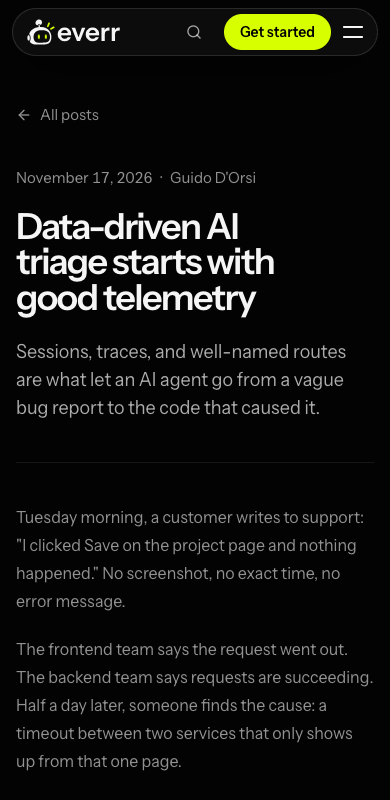 everr
Get started
All posts
November 17, 2026 · Guido D'Orsi
Data-driven AI
triage starts with
good telemetry
Sessions, traces, and well-named routes
are what let an AI agent go from a vague
bug report to the code that caused it.
Tuesday morning, a customer writes to support:
"I clicked Save on the project page and nothing
happened." No screenshot, no exact time, no
error message.
The frontend team says the request went out.
The backend team says requests are succeeding.
Half a day later, someone finds the cause: a
timeout between two services that only shows
up from that one page.